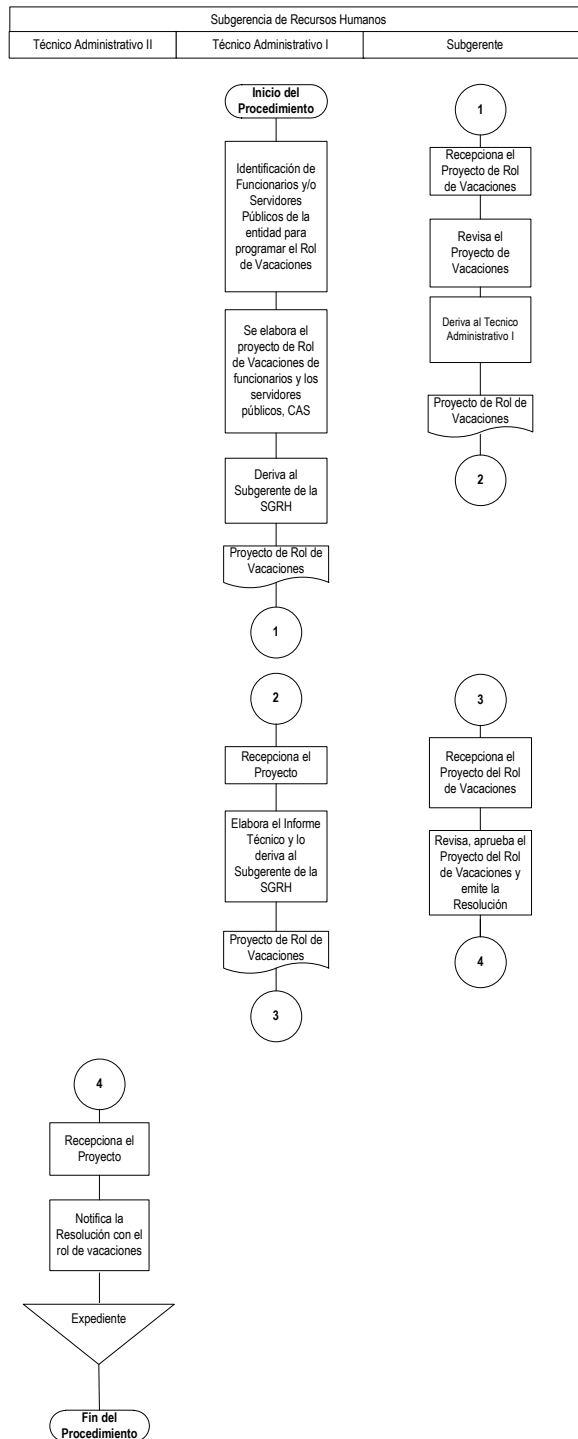 Subgerencia de Recursos Humanos
Técnico Administrativo II
Técnico Administrativo I
Subgerente
Inicio del
Procedimiento
Identificación de
Funcionarios y/o
Servidores
Públicos de la
entidad para
programar el Rol
de Vacaciones
Se elabora el
proyecto de Rol
de Vacaciones de
funcionarios y los
servidores
públicos, CAS
Deriva al
Subgerente de la
SGRH
Proyecto de Rol de
Vacaciones
1
1
Recepciona el
Proyecto de Rol
de Vacaciones
Revisa el
Proyecto de
Vacaciones
Deriva al Tecnico
Administrativo I
Proyecto de Rol de
Vacaciones
2
2
Recepciona el
Proyecto
Elabora el Informe
Técnico y lo
deriva al
Subgerente de la
SGRH
Proyecto de Rol de
Vacaciones
3
3
Recepciona el
Proyecto del Rol
de Vacaciones
Revisa, aprueba el
Proyecto del Rol
de Vacaciones y
emite la
Resolución
4
4
Recepciona el
Proyecto
Notifica la
Resolución con el
rol de vacaciones
Expediente
Fin del
Procedimiento